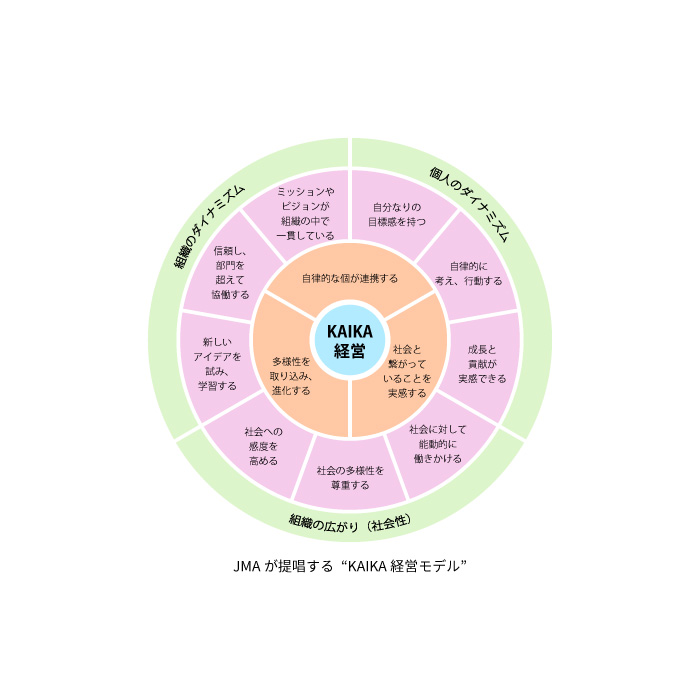 組織のダイナミズム
個人のダイナミズム
ミッションや
ビジョンが
組織の中で
一貫している
自分なりの
目標感を持つ
信頼し、
部門を
超えて
協働する
自律的に
考え、行動する
自律的な個が連携する
KAIKA
経営
新しい
アイデアを
試み、
学習する
多様性を
取り込み、
進化する
社会と
繋がって
いることを
実感する
成長と
貢献が
実感できる
社会への
感度を
高める
社会の多様性を
尊重する
社会に対して
能動的に
働きかける
組織の広がり（社会性）
JMA が提唱する “KAIKA 経営モデル”